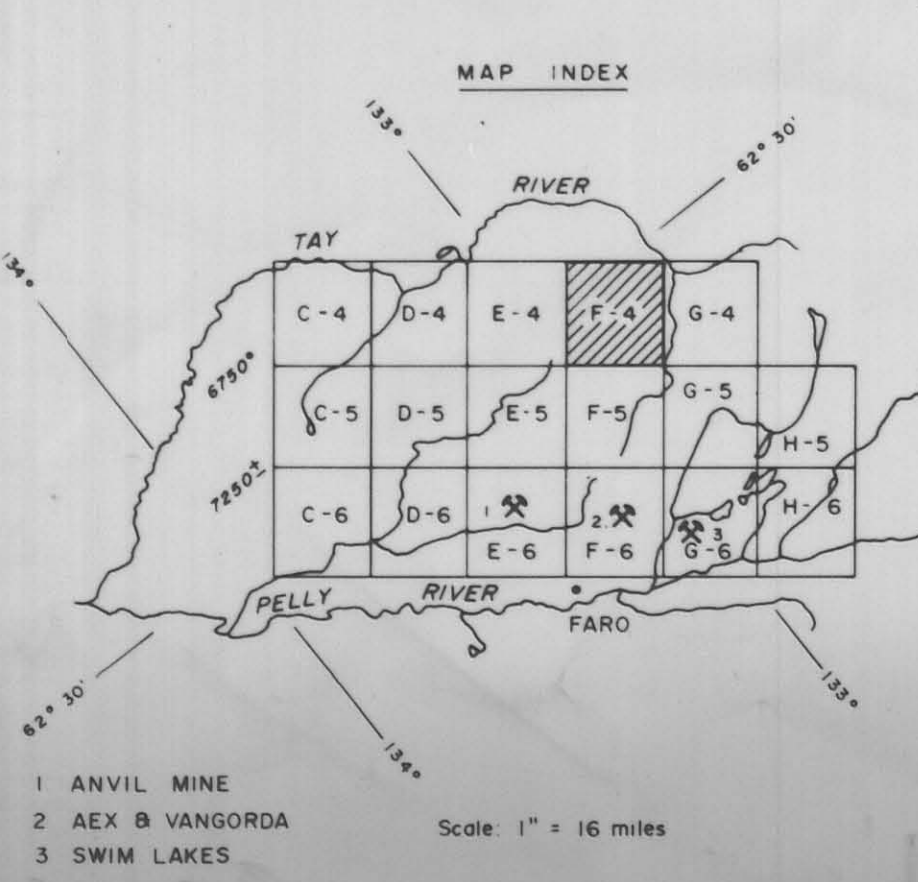 MAP INDEX
133°
62° 30'
RIVER
TAY
134°
C-4 D-4 E-4 F-4 G-4
6750°
C-5 D-5 E-5 F-5 G-5 H-5
7250±
1 2. 3
C-6 D-6 E-6 F-6 G-6 H-6
PELLY RIVER
FARO
62° 30'
134°
133°
1 ANVIL MINE
2 AEX & VANGORDA
3 SWIM LAKES
Scale: 1" = 16 miles